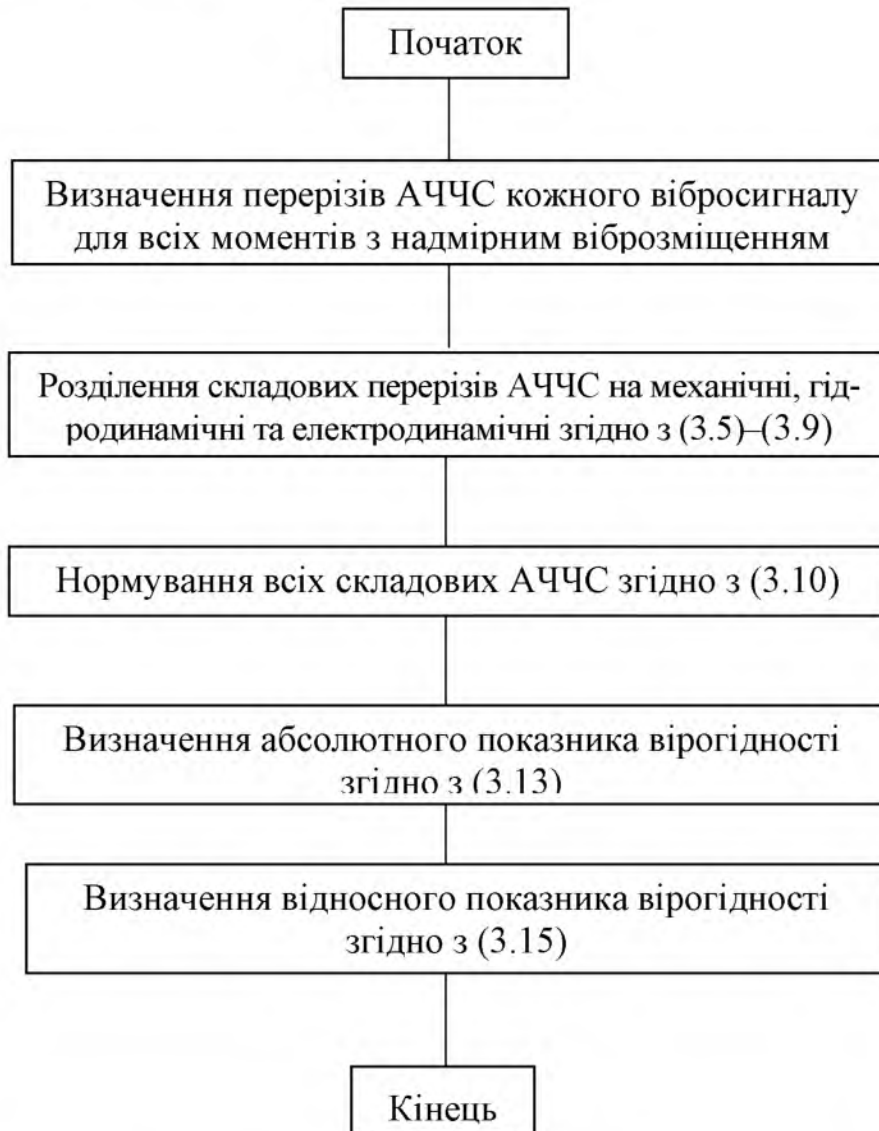 Початок
Визначення перерізів АЧЧС кожного вібросигналу
для всіх моментів з надмірним віброзміщенням
Розділення складових перерізів АЧЧС на механічні, гід-
родинамічні та електродинамічні згідно з (3.5)–(3.9)
Нормування всіх складових АЧЧС згідно з (3.10)
Визначення абсолютного показника вірогідності
згідно з (3.13)
Визначення відносного показника вірогідності
згідно з (3.15)
Кінець